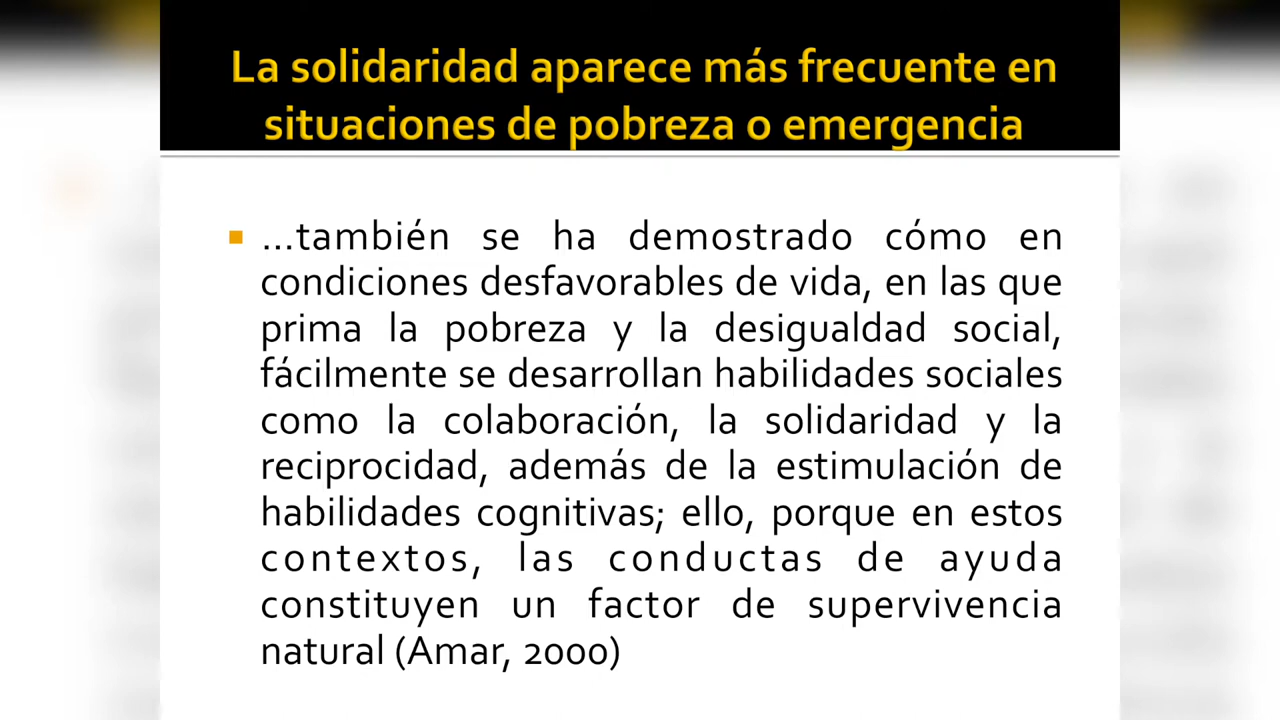 La solidaridad aparece más frecuente en
situaciones de pobreza o emergencia
...también se ha demostrado cómo en
condiciones desfavorables de vida, en las que
prima la pobreza y la desigualdad social,
fácilmente se desarrollan habilidades sociales
como la colaboración, la solidaridad y la
reciprocidad, además de la estimulación de
habilidades cognitivas; ello, porque en estos
contextos, las conductas de ayuda
constituyen un factor de supervivencia
natural (Amar, 2000)